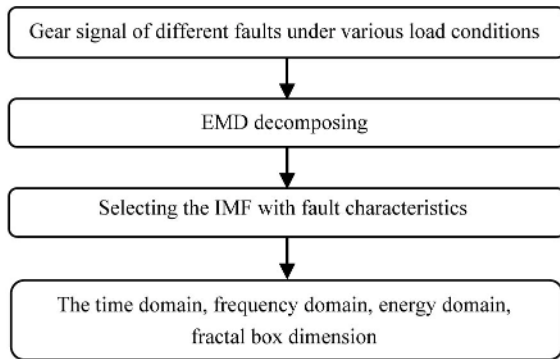 Gear signal of different faults under various load conditions
EMD decomposing
Selecting the IMF with fault characteristics
The time domain, frequency domain, energy domain,
fractal box dimension